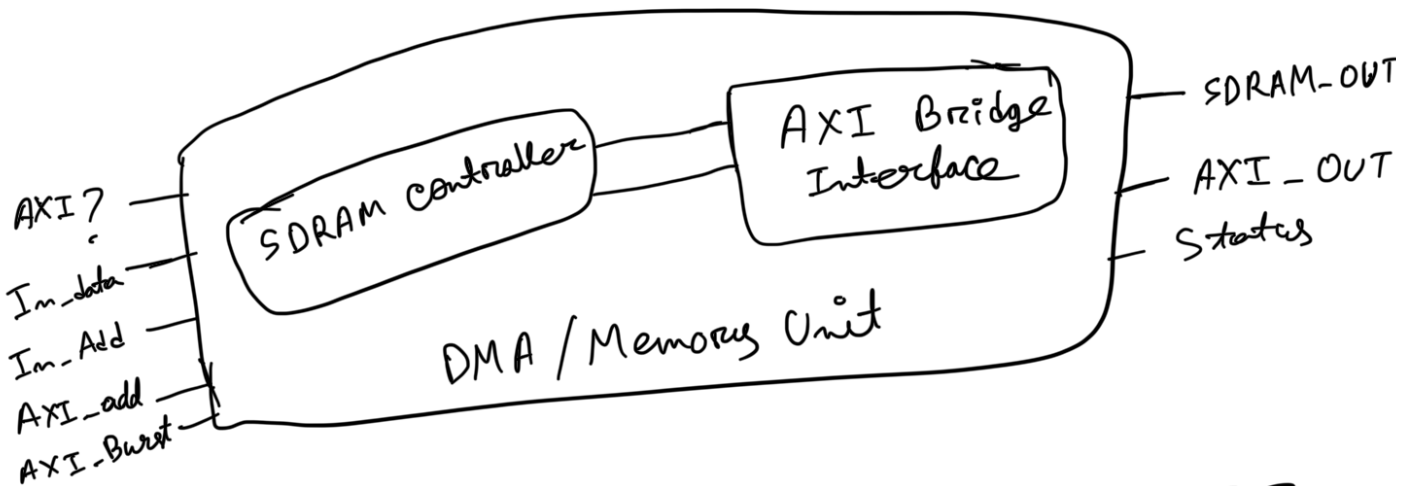 AXI?
In_data
In_Add
AXI_add
AXI_Burst
SDRAM Controller
AXI Bridge
Interface
DMA/Memory Unit
SDRAM_OUT
AXI_OUT
Status